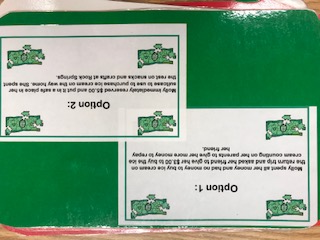 Option 1:
Molly spent all her money and had no money to buy ice cream on
the return trip and asked her friend to give her $5.00 to buy the ice
cream counting on her parents to give her more money to repay
her friend.
Option 2:
Molly immediately reserved $5.00 and put it in a safe place in her
suitcase to use to purchase ice cream on the way home. She spent
the rest on snacks and crafts at Rock Springs.